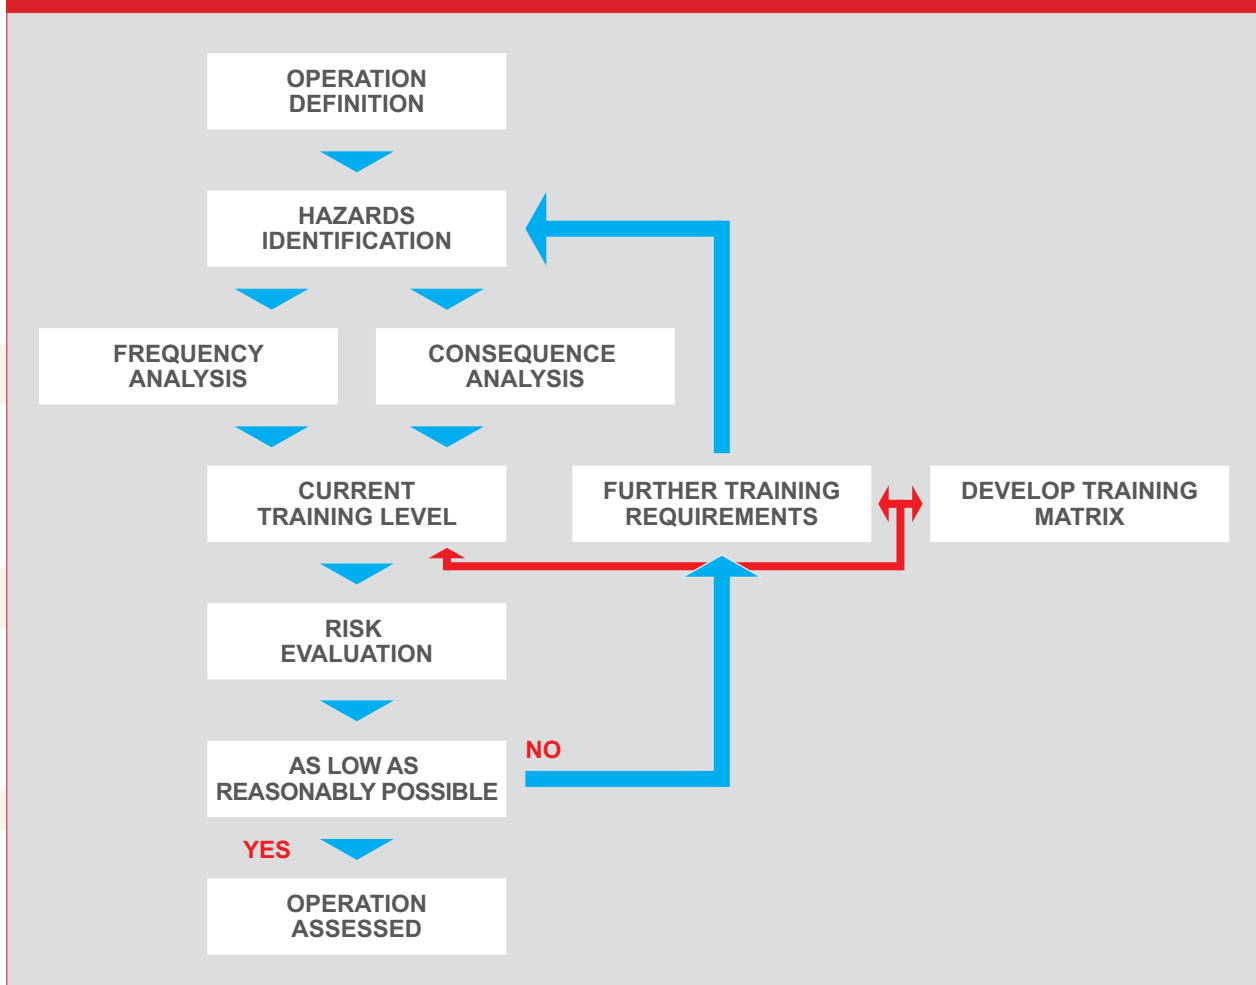 OPERATION
DEFINITION
HAZARDS
IDENTIFICATION
FREQUENCY
ANALYSIS
CONSEQUENCE
ANALYSIS
CURRENT
TRAINING LEVEL
FURTHER TRAINING
REQUIREMENTS
DEVELOP TRAINING
MATRIX
RISK
EVALUATION
AS LOW AS
REASONABLY POSSIBLE
NO
YES
OPERATION
ASSESSED